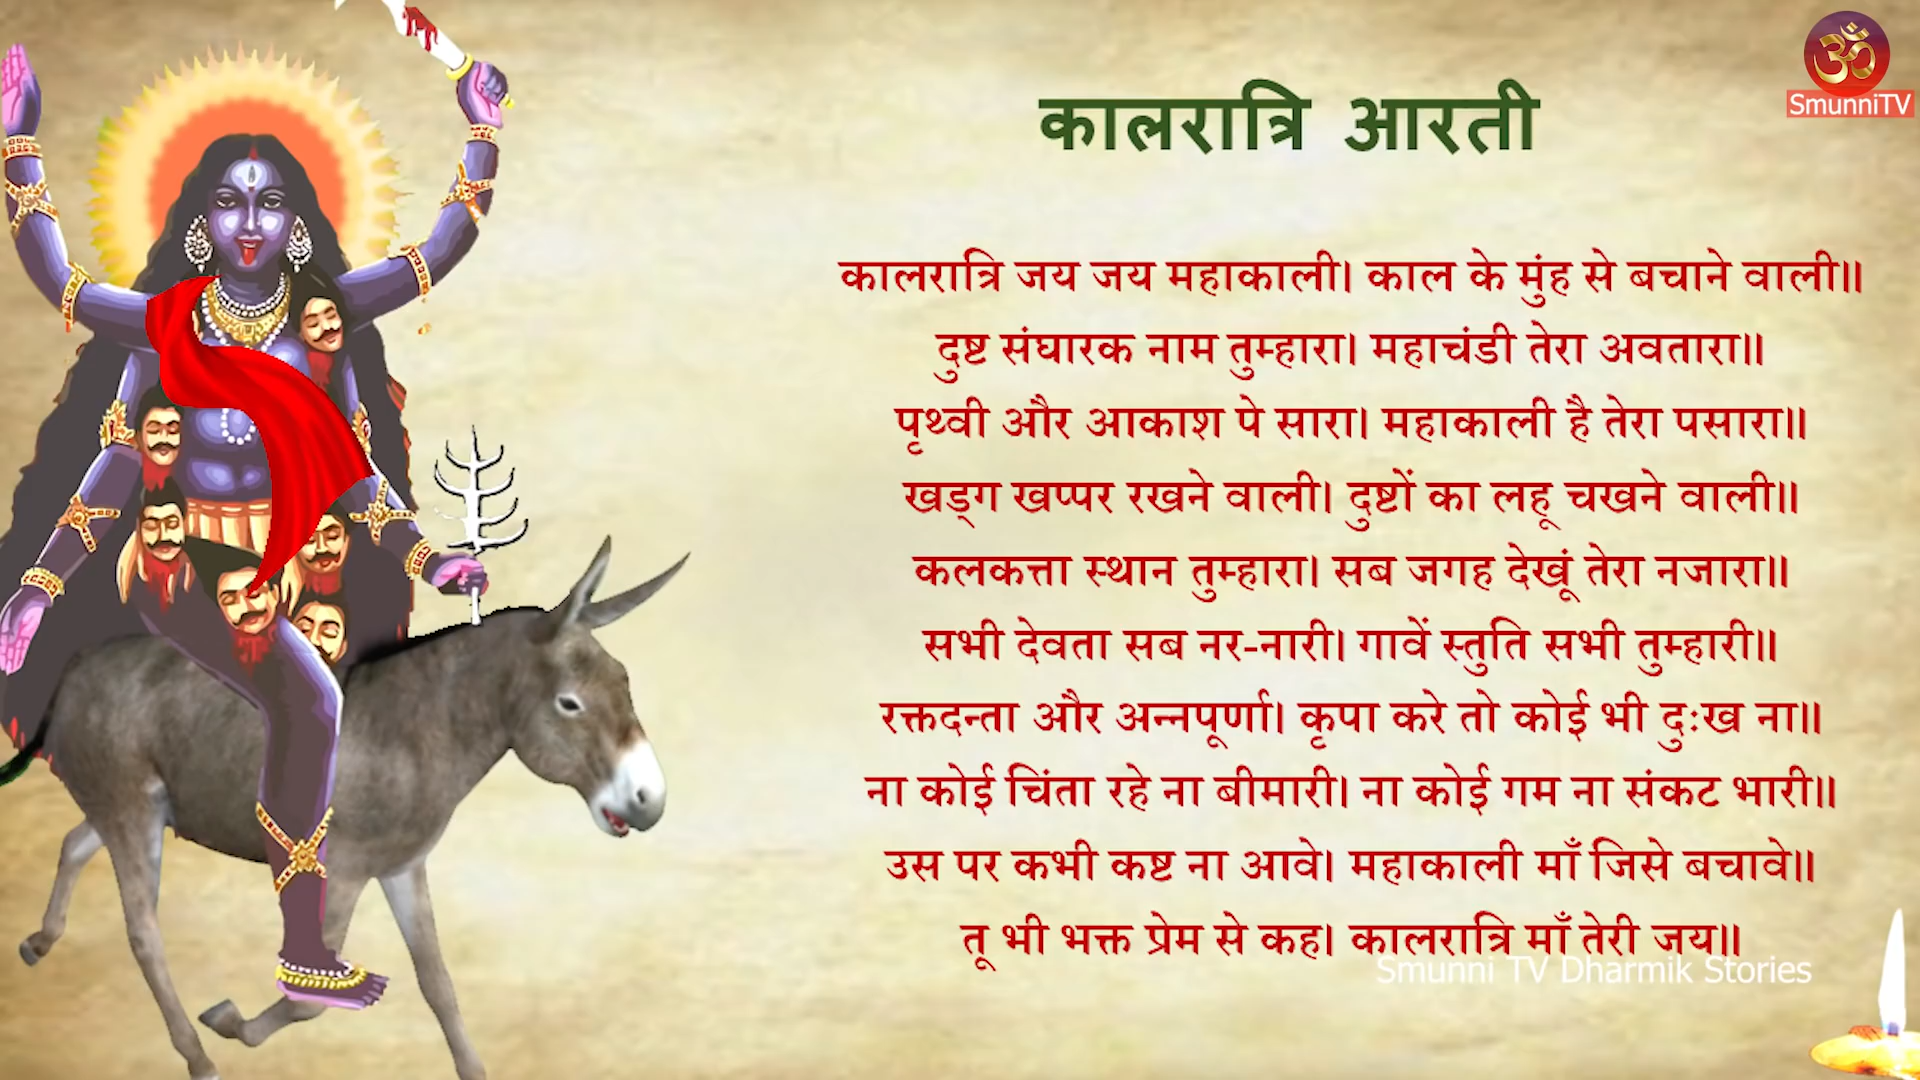 ॐ
SmunniTV
कालरात्रि आरती
कालरात्रि जय जय महाकाली। काल के मुंह से बचाने वाली॥
दुष्ट संघारक नाम तुम्हारा। महाचंडी तेरा अवतारा॥
पृथ्वी और आकाश पे सारा। महाकाली है तेरा पसारा॥
खड्ग खप्पर रखने वाली। दुष्टों का लहू चखने वाली॥
कलकत्ता स्थान तुम्हारा। सब जगह देखूं तेरा नजारा॥
सभी देवता सब नर-नारी। गावें स्तुति सभी तुम्हारी॥
रक्तदन्ता और अन्नपूर्णा। कृपा करे तो कोई भी दुःख ना॥
ना कोई चिंता रहे ना बीमारी। ना कोई गम ना संकट भारी॥
उस पर कभी कष्ट ना आवे। महाकाली माँ जिसे बचावे॥
तू भी भक्त प्रेम से कह। कालरात्रि माँ तेरी जय॥
Smunni TV Dharmik Stories